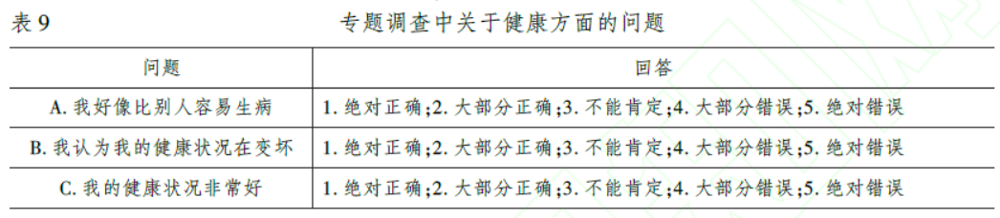 表 9 专题调查中关于健康方面的问题
问题 回答
A. 我好像比别人容易生病 1. 绝对正确;2. 大部分正确;3. 不能肯定;4. 大部分错误;5. 绝对错误
B. 我认为我的健康状况在变坏 1. 绝对正确;2. 大部分正确;3. 不能肯定;4. 大部分错误;5. 绝对错误
C. 我的健康状况非常好 1. 绝对正确;2. 大部分正确;3. 不能肯定;4. 大部分错误;5. 绝对错误